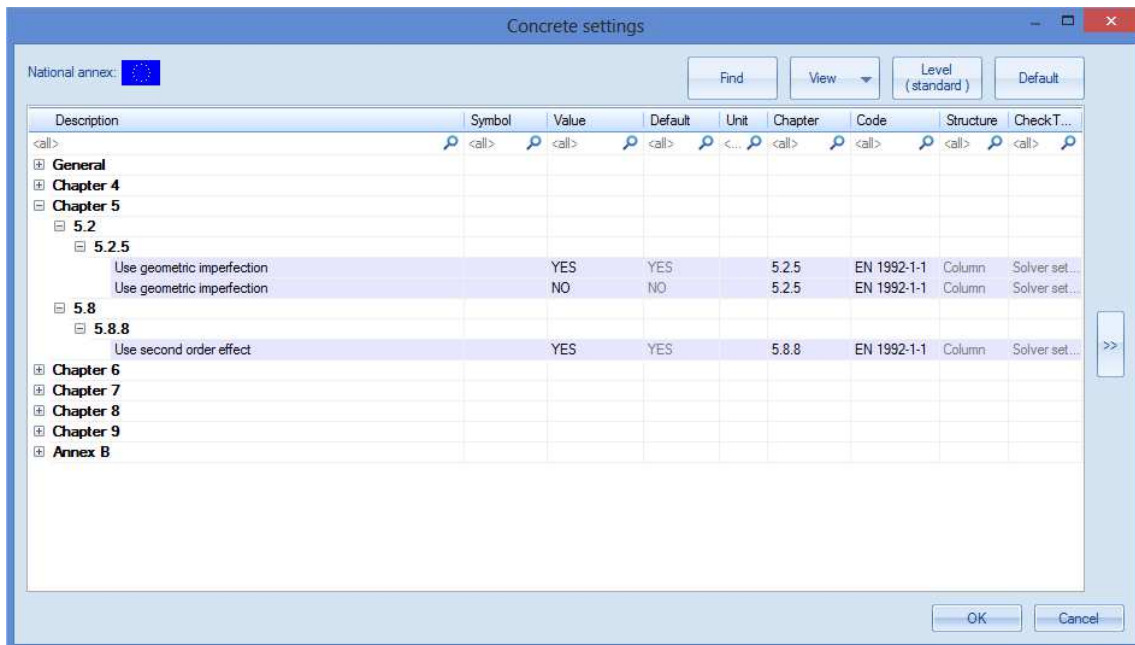 Concrete settings
National annex:
Find
View
Level
(standard)
Default
Description Symbol Value Default Unit Chapter Code Structure CheckT...
<all> <all> <all> <all> <... <all> <all> <all> <all>
General
Chapter 4
Chapter 5
5.2
5.2.5
Use geometric imperfection YES YES 5.2.5 EN 1992-1-1 Column Solver set...
Use geometric imperfection NO NO 5.2.5 EN 1992-1-1 Column Solver set...
5.8
5.8.8
Use second order effect YES YES 5.8.8 EN 1992-1-1 Column Solver set...
>>
Chapter 6
Chapter 7
Chapter 8
Chapter 9
Annex B
OK
Cancel